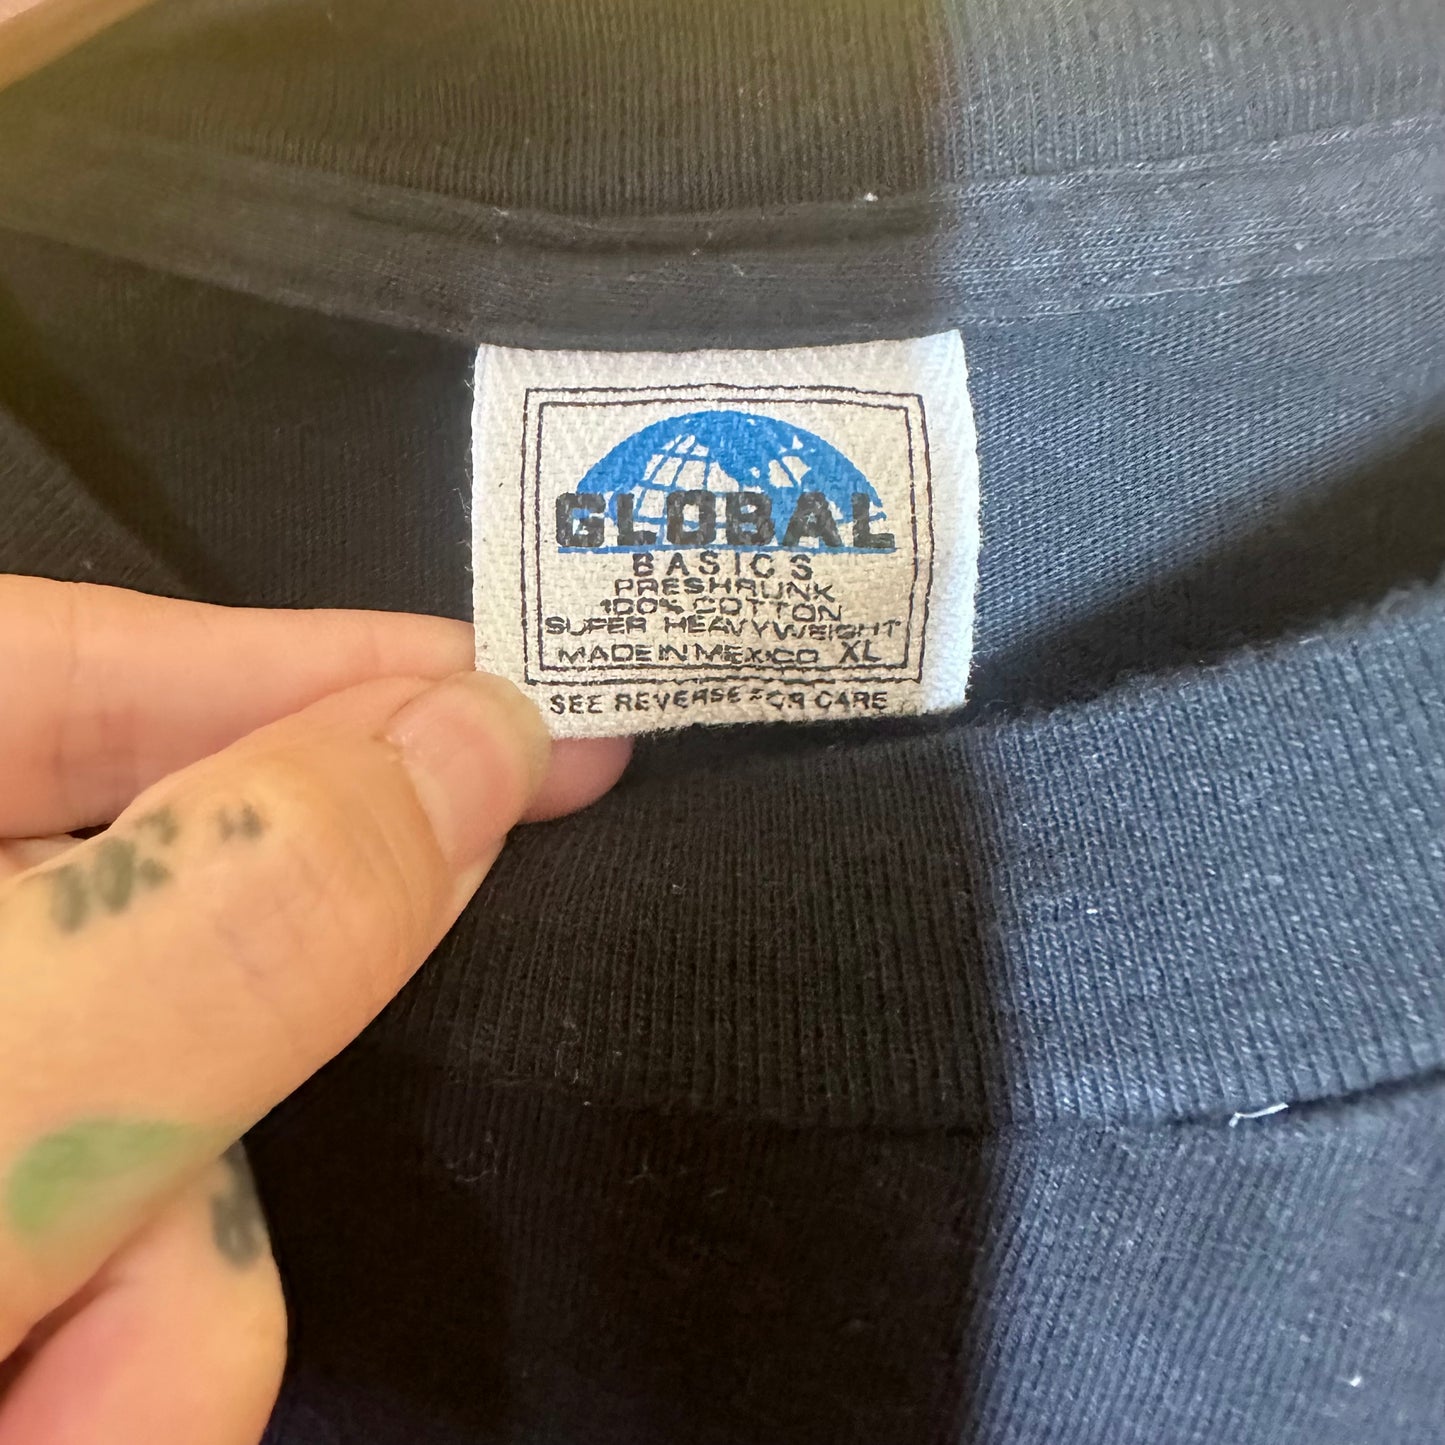 GLOBAL
BASICS
PRESHRUNK
100% COTTON
SUPER HEAVYWEIGHT
MADE IN MEXICO XL
SEE REVERSE FOR CARE